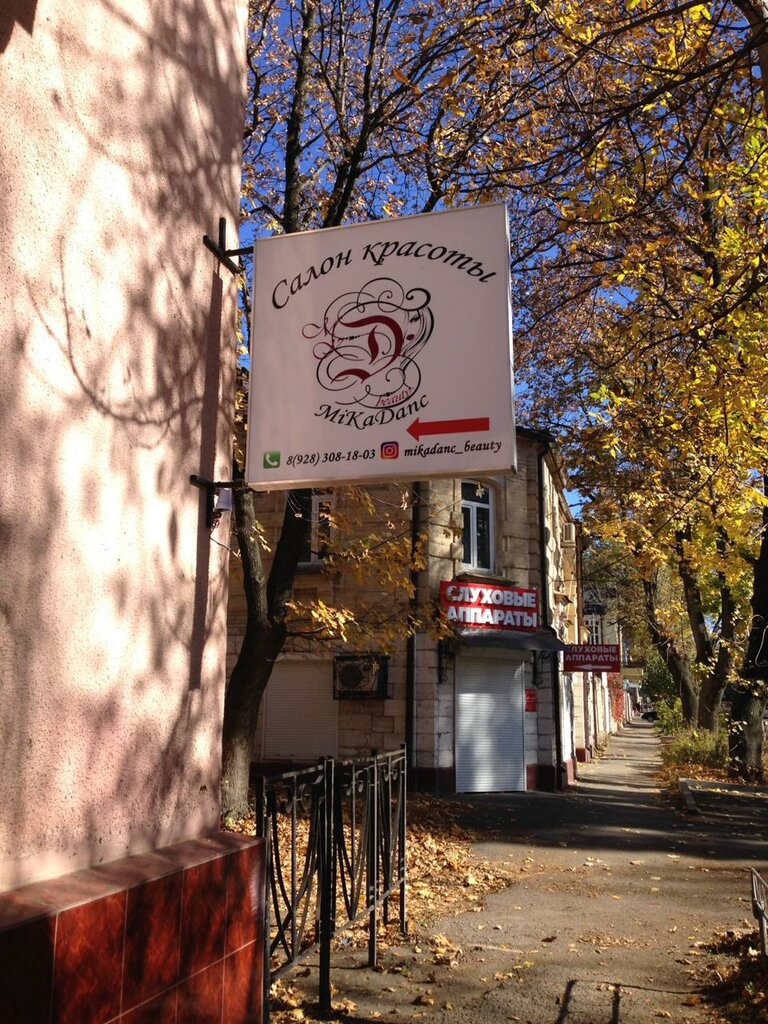 Салон красоты
D
beauty
MiKaDanc
8(928) 308-18-03 mikadanc_beauty
СЛУХОВЫЕ
АППАРАТЫ
СЛУХОВЫЕ
АППАРАТЫ